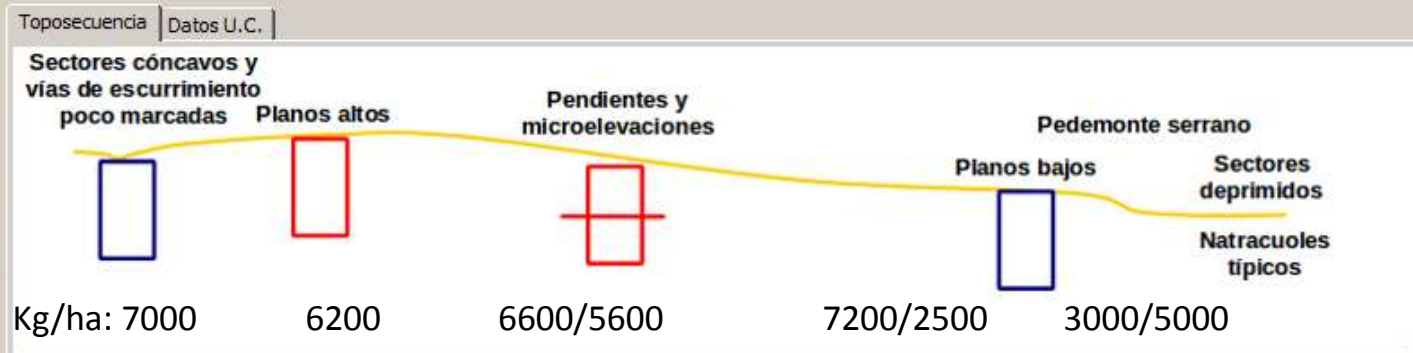 Toposecuencia
Datos U.C.
Sectores cóncavos y
vías de escurrimiento
poco marcadas
Planos altos
Pendientes y
microelevaciones
Pedemonte serrano
Planos bajos
Sectores
deprimidos
Natracuoles
típicos
Kg/ha: 7000 6200 6600/5600 7200/2500 3000/5000